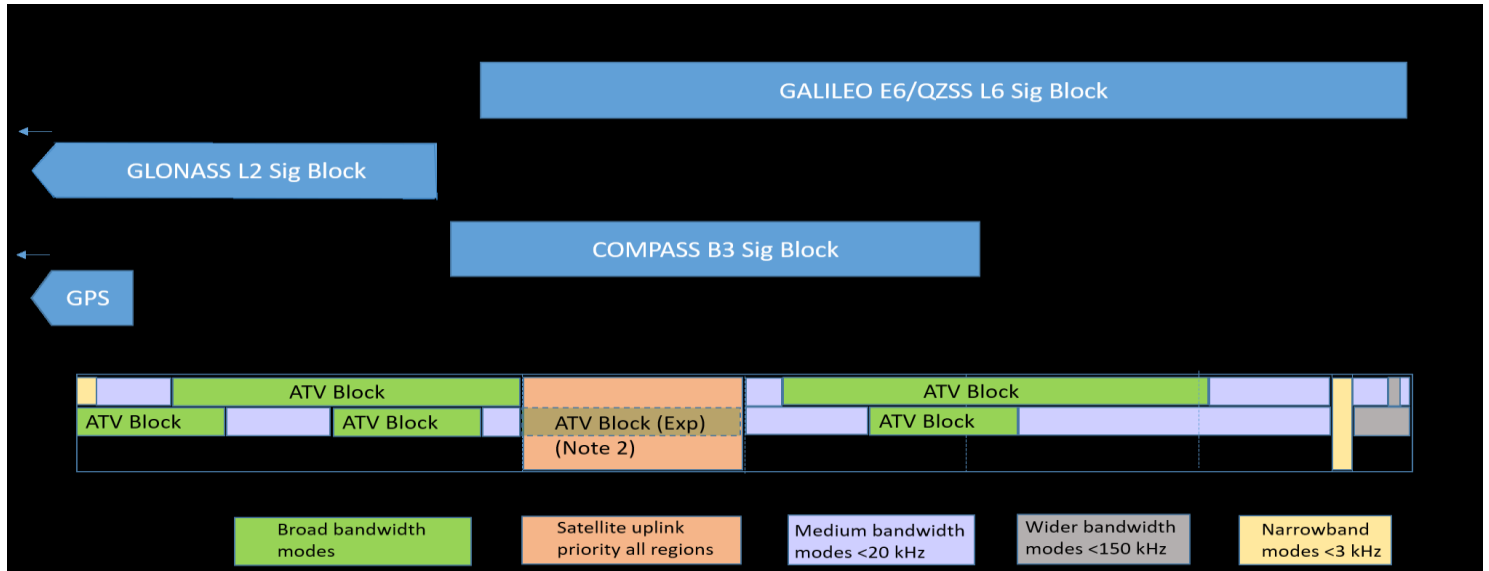 GALILEO E6/QZSS L6 Sig Block
GLONASS L2 Sig Block
COMPASS B3 Sig Block
GPS
ATV Block
ATV Block
ATV Block
ATV Block
ATV Block (Exp)
(Note 2)
ATV Block
Broad bandwidth
modes
Satellite uplink
priority all regions
Medium bandwidth
modes <20 kHz
Wider bandwidth
modes <150 kHz
Narrowband
modes <3 kHz